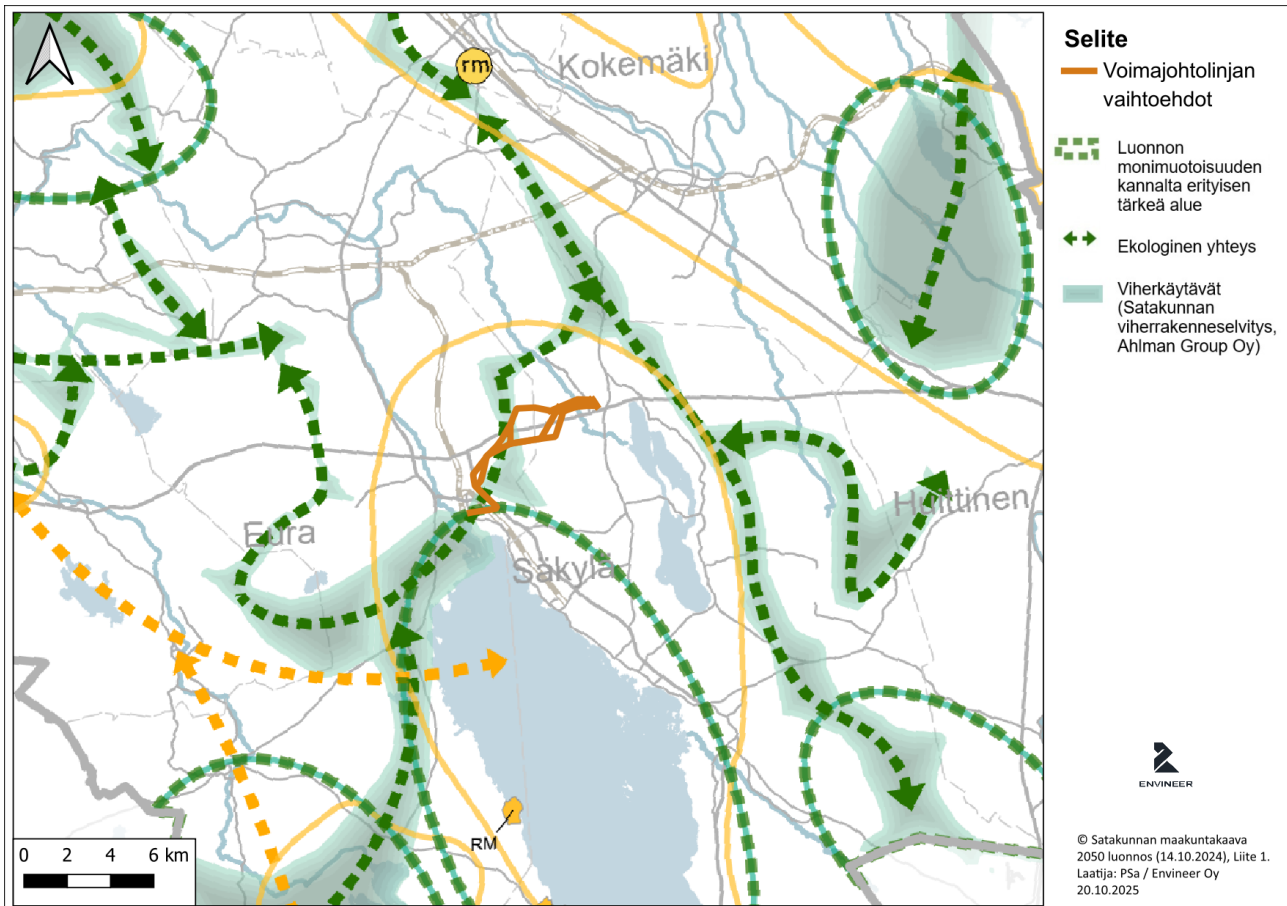 rm
Kokemäki
Huittinen
Eura
Säkylä
RM
0 2 4 6 km
Selite
Voimajohtolinjan
vaihtoehdot
Luonnon
monimuotoisuuden
kannalta erityisen
tärkeä alue
Ekologinen yhteys
Viherkäytävät
(Satakunnan
viherrakenneselvitys,
Ahlman Group Oy)
ENVINEER
© Satakunnan maakuntakaava
2050 luonnos (14.10.2024), Liite 1.
Laatija: PSa / Envineer Oy
20.10.2025